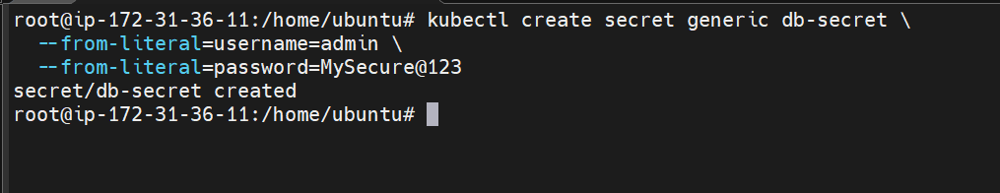 root@ip-172-31-36-11:/home/ubuntu# kubectl create secret generic db-secret \
  --from-literal=username=admin \
  --from-literal=password=MySecure@123
secret/db-secret created
root@ip-172-31-36-11:/home/ubuntu#